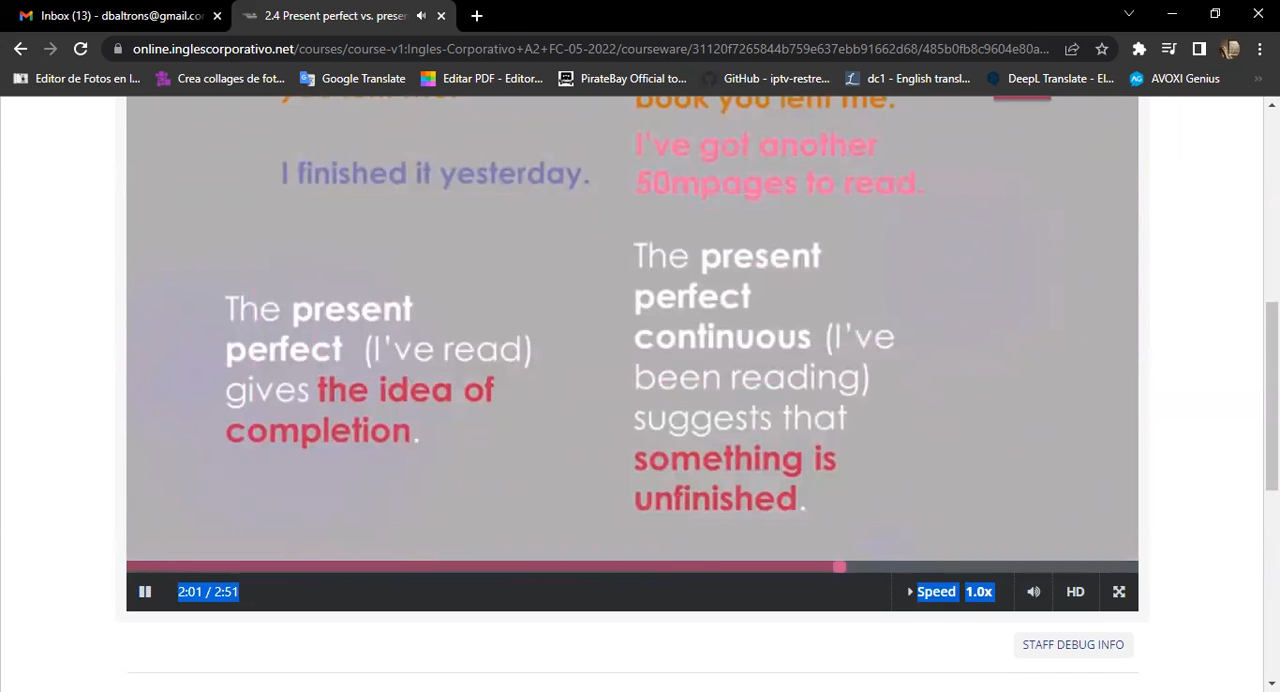 Inbox (13) - dbaltrons@gmail.co
2.4 Present perfect vs. presen
online.inglescorporativo.net/courses/course-v1:Ingles-Corporativo+A2+FC-05-2022/courseware/31120f7265844b759e637ebb91662d68/485b0fb8c9604e80a...
Editor de Fotos en l...
Crea collages de fot...
Google Translate
Editar PDF - Editor...
PirateBay Official to...
GitHub - iptv-restre...
dc1 - English transl...
DeepL Translate - El...
AVOXI Genius
book you lent me.
I've got another
50mpages to read.
I finished it yesterday.
The present
perfect (I've read)
gives the idea of
completion.
The present
perfect
continuous (I've
been reading)
suggests that
something is
unfinished.
2:01 / 2:51
Speed 1.0x
HD
STAFF DEBUG INFO